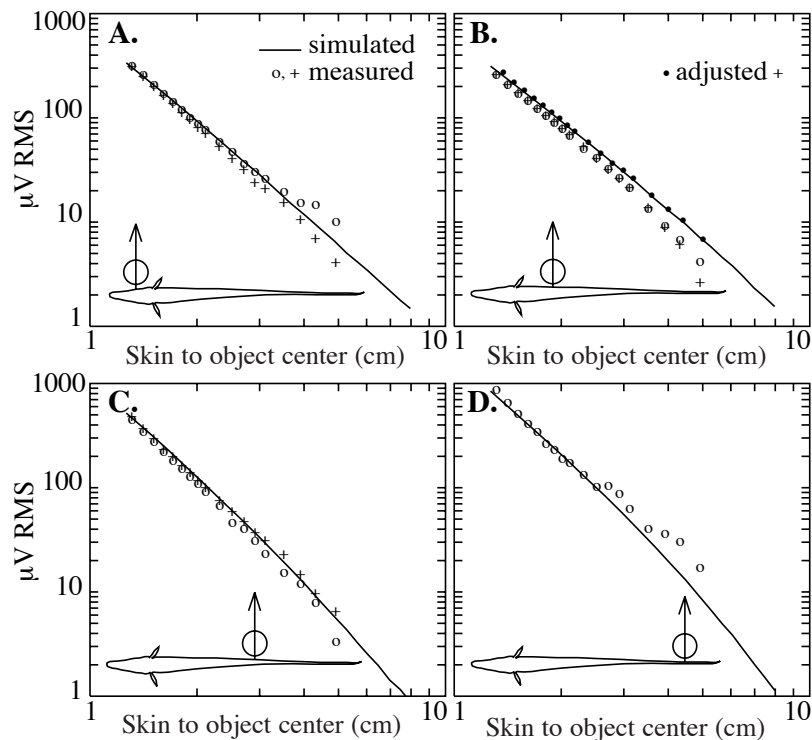 A.
simulated
o, + measured
B.
• adjusted +
1000
100
10
1
µV RMS
1
10
1
10
Skin to object center (cm)
Skin to object center (cm)
C.
D.
1000
100
10
1
µV RMS
1
10
1
10
Skin to object center (cm)
Skin to object center (cm)